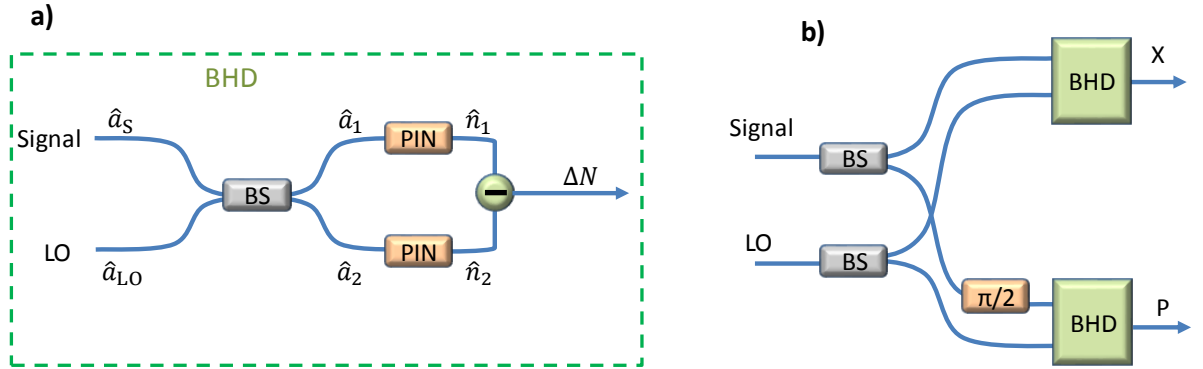 a)
BHD
Signal
â_S
BS
LO
â_LO
â_1
PIN
n̂_1
â_2
PIN
n̂_2
−
ΔN
b)
Signal
BS
LO
BS
π/2
BHD
X
BHD
P